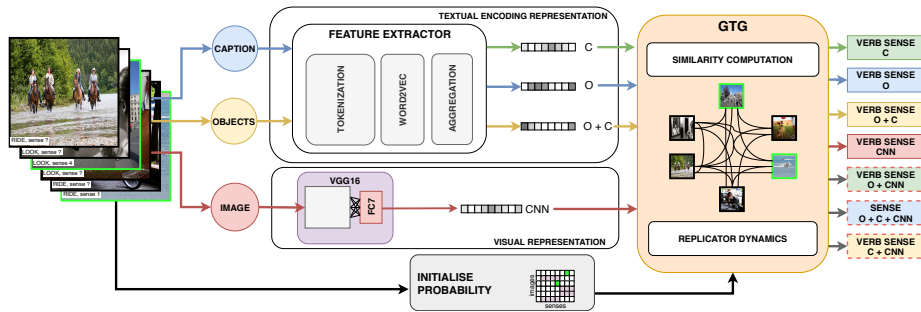 RIDE, sense ?
LOOK, sense ?
LOOK, sense 4
LOOK, sense ?
RIDE, sense ?
RIDE, sense 1
CAPTION
OBJECTS
IMAGE
TEXTUAL ENCODING REPRESENTATION
FEATURE EXTRACTOR
TOKENIZATION
WORD2VEC
AGGREGATION
C
O
O + C
VGG16
FC7
CNN
VISUAL REPRESENTATION
INITIALISE
PROBABILITY
images
senses
GTG
SIMILARITY COMPUTATION
REPLICATOR DYNAMICS
VERB SENSE
C
VERB SENSE
O
VERB SENSE
O + C
VERB SENSE
CNN
VERB SENSE
O + CNN
SENSE
O + C + CNN
VERB SENSE
C + CNN